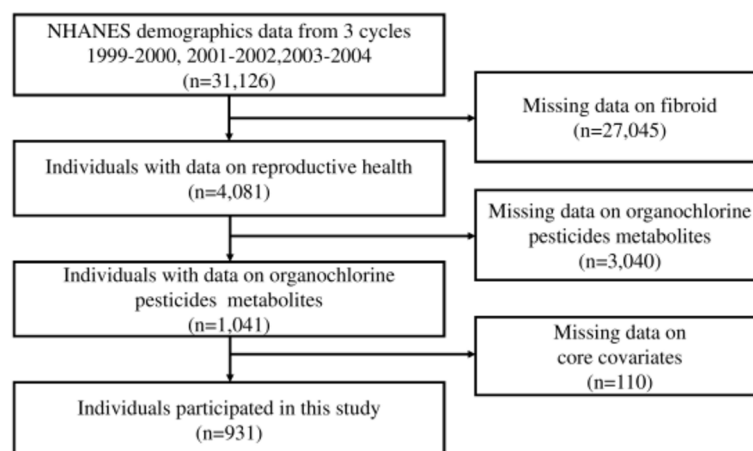 NHANES demographics data from 3 cycles
1999-2000, 2001-2002,2003-2004
(n=31,126)
Missing data on fibroid
(n=27,045)
Individuals with data on reproductive health
(n=4,081)
Missing data on organochlorine
pesticides metabolites
(n=3,040)
Individuals with data on organochlorine
pesticides metabolites
(n=1,041)
Missing data on
core covariates
(n=110)
Individuals participated in this study
(n=931)